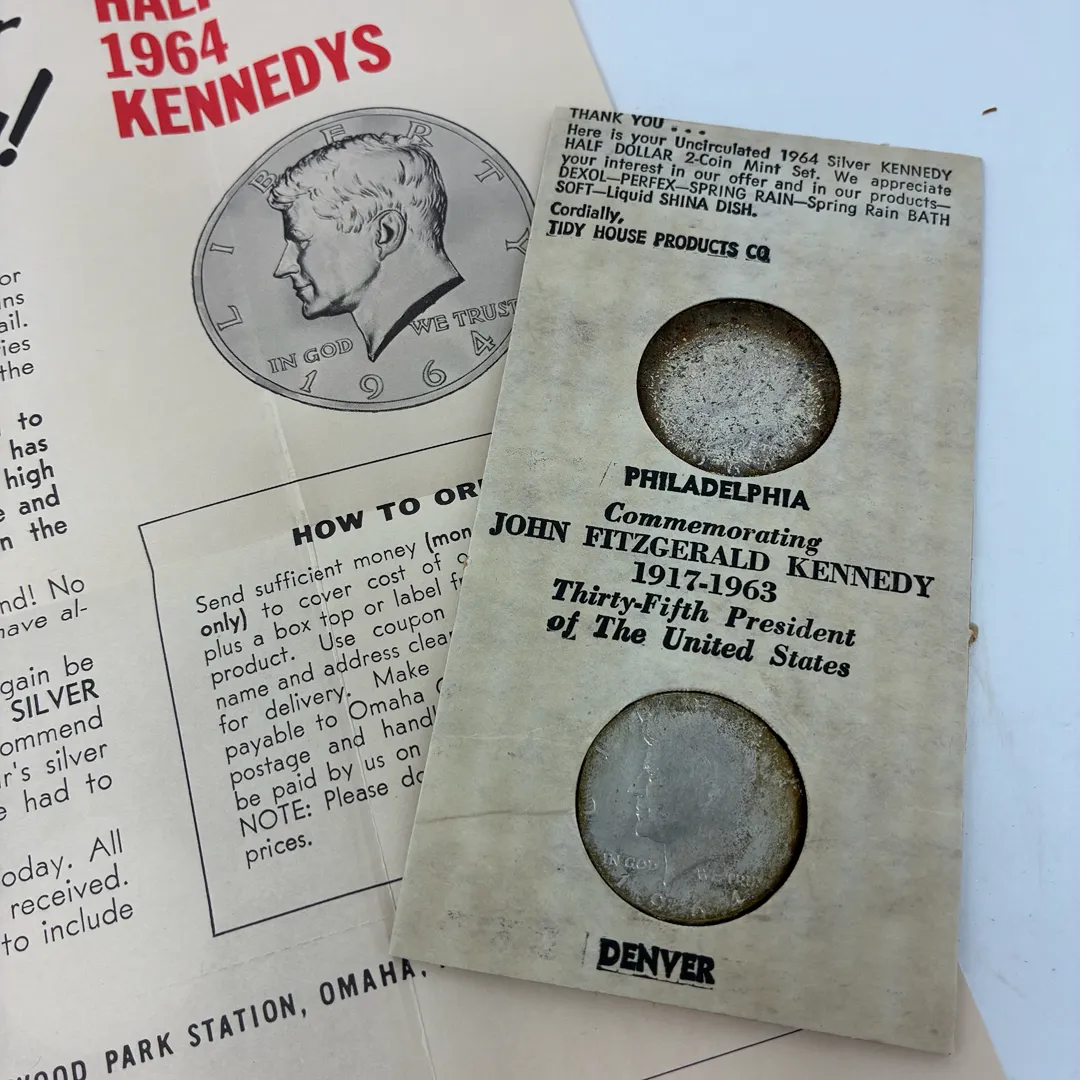 HALF
1964
KENNEDYS
LIBERTY
IN GOD WE TRUST
1964
or
ins
ail.
ries
the
to
has
high
and
n the
nd! No
have al-
gain be
SILVER
ommend
r's silver
e had to
oday. All
received.
to include
HOW TO OR
Send sufficient money (mon
only) to cover cost of
plus a box top or label f
product. Use coupon
name and address clea
for delivery. Make
payable to Omaha
postage and handl
be paid by us on
NOTE: Please do
prices.
WOOD PARK STATION, OMAHA,
THANK YOU . . .
Here is your Uncirculated 1964 Silver KENNEDY
HALF DOLLAR 2-Coin Mint Set. We appreciate
your interest in our offer and in our products—
DEXOL—PERFEX—SPRING RAIN—Spring Rain BATH
SOFT—Liquid SHINA DISH.
Cordially,
TIDY HOUSE PRODUCTS CO.
PHILADELPHIA
Commemorating
JOHN FITZGERALD KENNEDY
1917-1963
Thirty-Fifth President
of The United States
IN GOD WE TRUST
DENVER